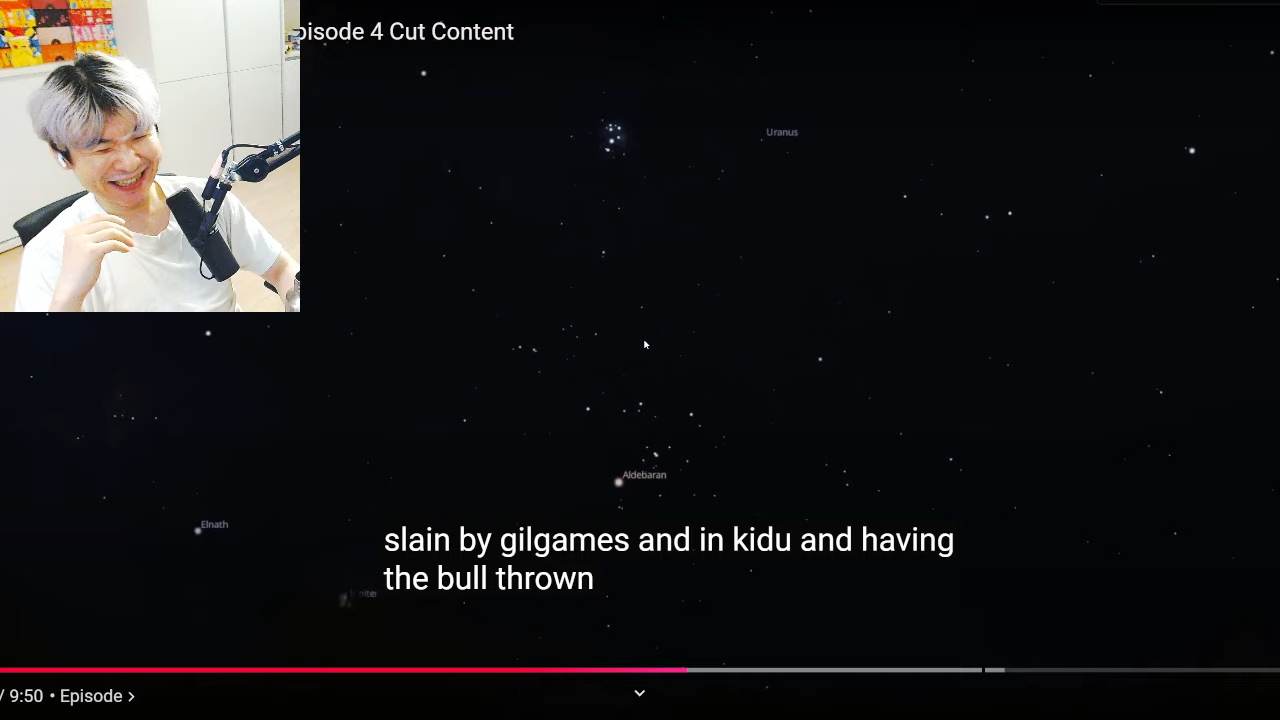 pisode 4 Cut Content
Uranus
Aldebaran
Elnath
slain by gilgames and in kidu and having
the bull thrown
/ 9:50 • Episode >